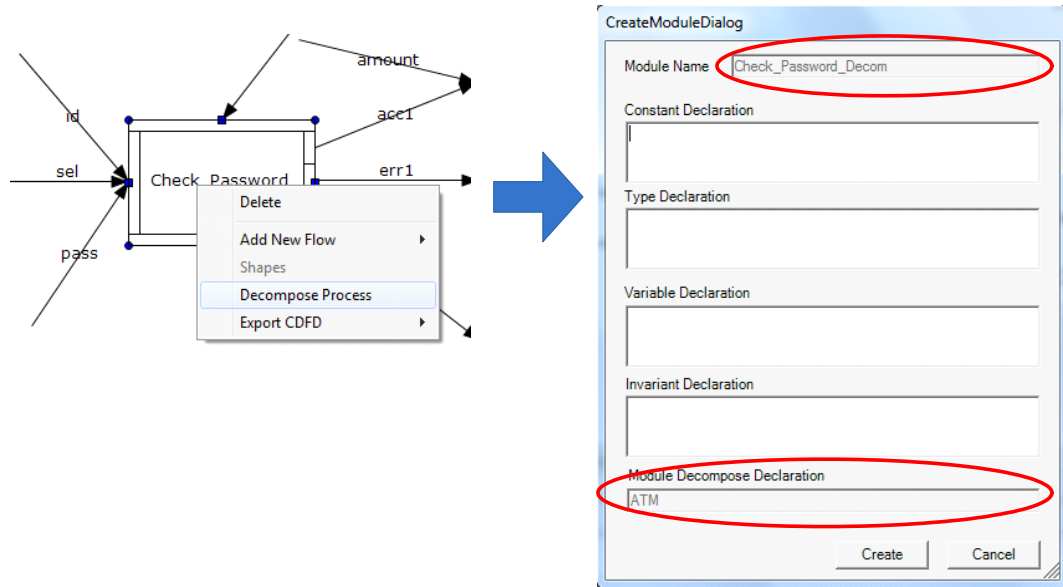 amount
id
acc1
sel
err1
Check_Password
pass
Delete
Add New Flow
Shapes
Decompose Process
Export CDFD
CreateModuleDialog
Module Name
Check_Password_Decom
Constant Declaration
Type Declaration
Variable Declaration
Invariant Declaration
Module Decompose Declaration
ATM
Create
Cancel